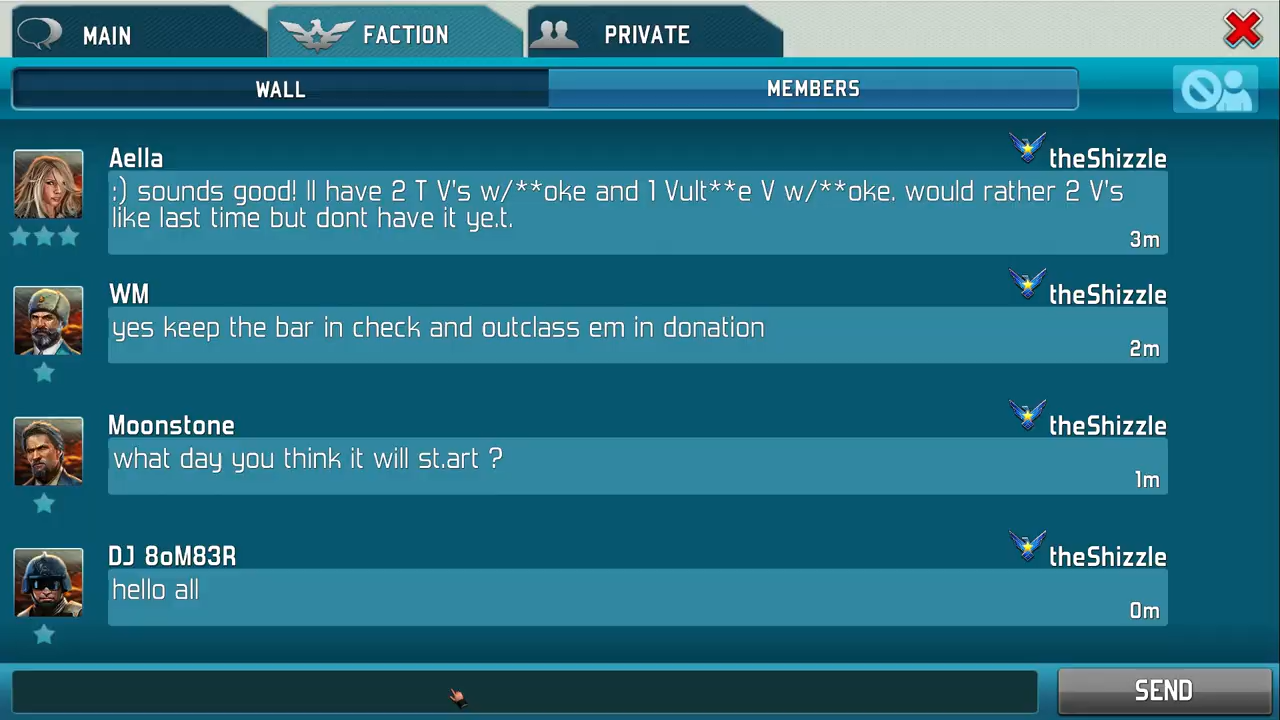 MAIN
FACTION
PRIVATE
WALL
MEMBERS
Aella
theShizzle
:) sounds good! ll have 2 T V's w/**oke and 1 Vult**e V w/**oke. would rather 2 V's
like last time but dont have it ye.t.
3m
WM
theShizzle
yes keep the bar in check and outclass em in donation
2m
Moonstone
theShizzle
what day you think it will st.art ?
1m
DJ 8oM83R
theShizzle
hello all
0m
SEND